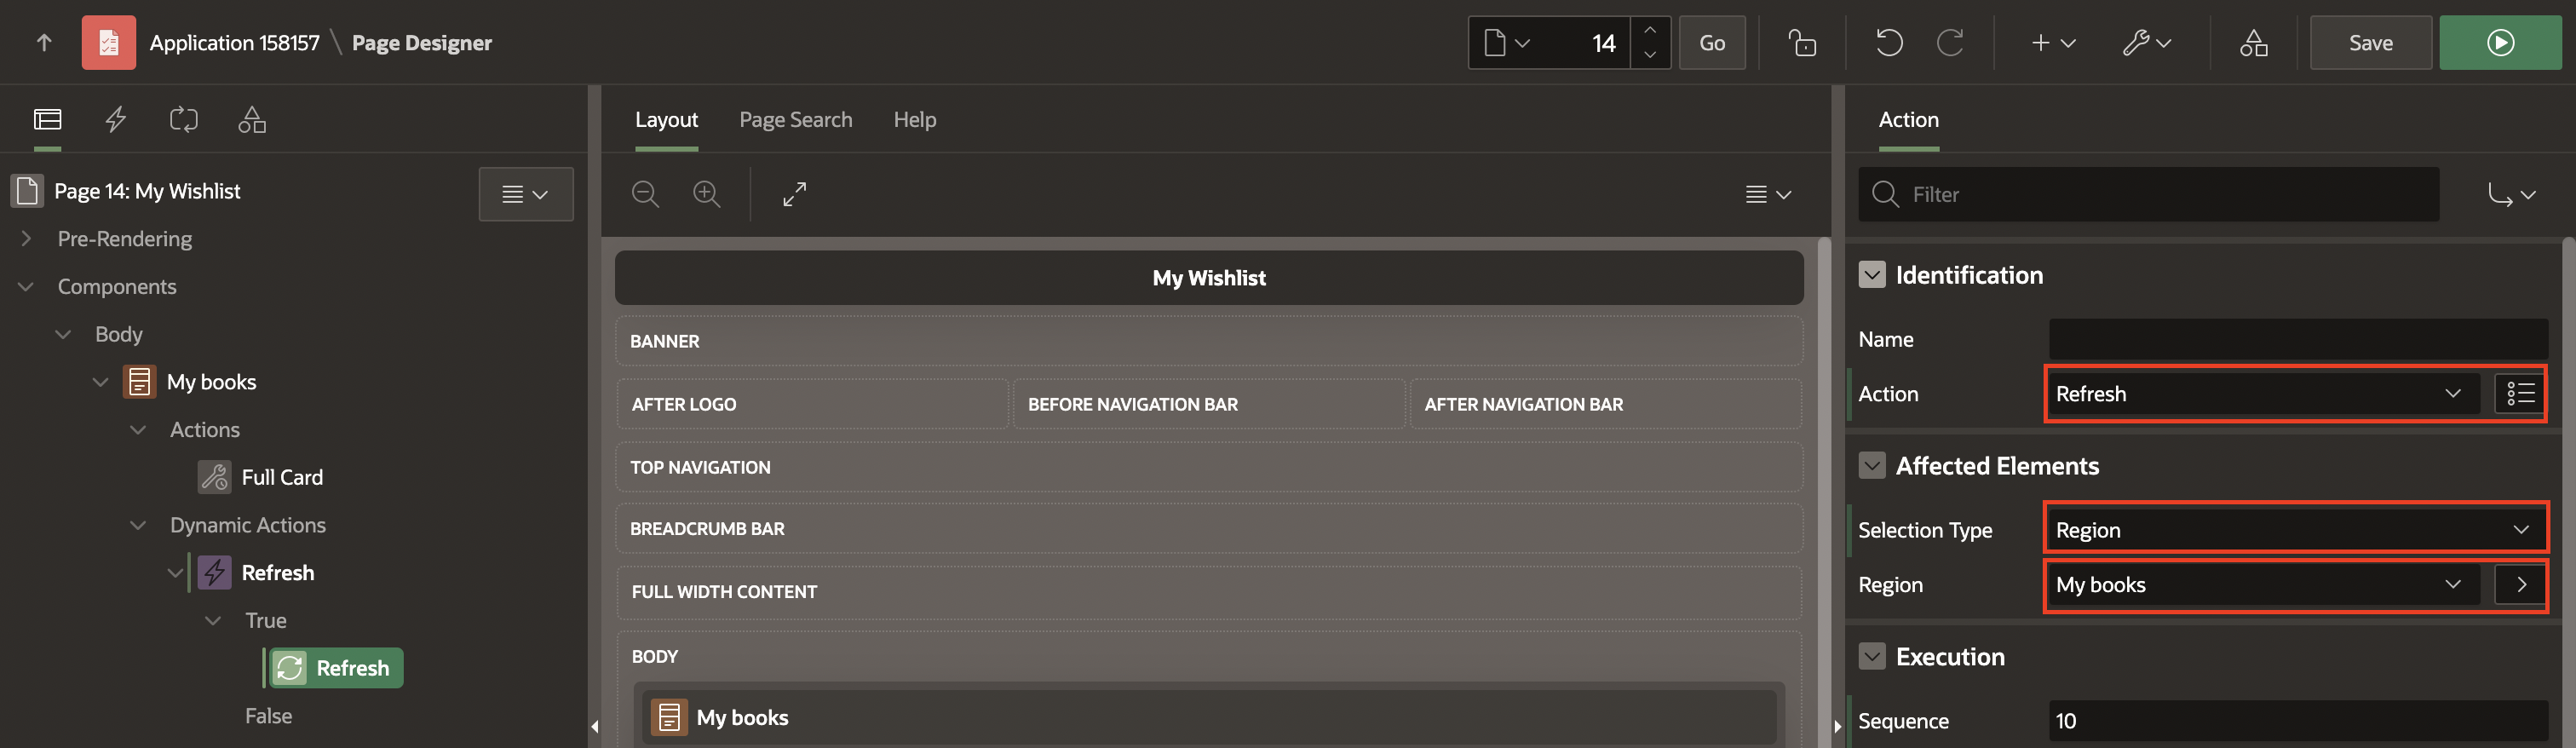 Application 158157 \ Page Designer
14
Go
Save
Page 14: My Wishlist
Pre-Rendering
Components
Body
My books
Actions
Full Card
Dynamic Actions
Refresh
True
Refresh
False
Layout
Page Search
Help
My Wishlist
BANNER
AFTER LOGO
BEFORE NAVIGATION BAR
AFTER NAVIGATION BAR
TOP NAVIGATION
BREADCRUMB BAR
FULL WIDTH CONTENT
BODY
My books
Action
Filter
Identification
Name
Action
Refresh
Affected Elements
Selection Type
Region
Region
My books
Execution
Sequence
10